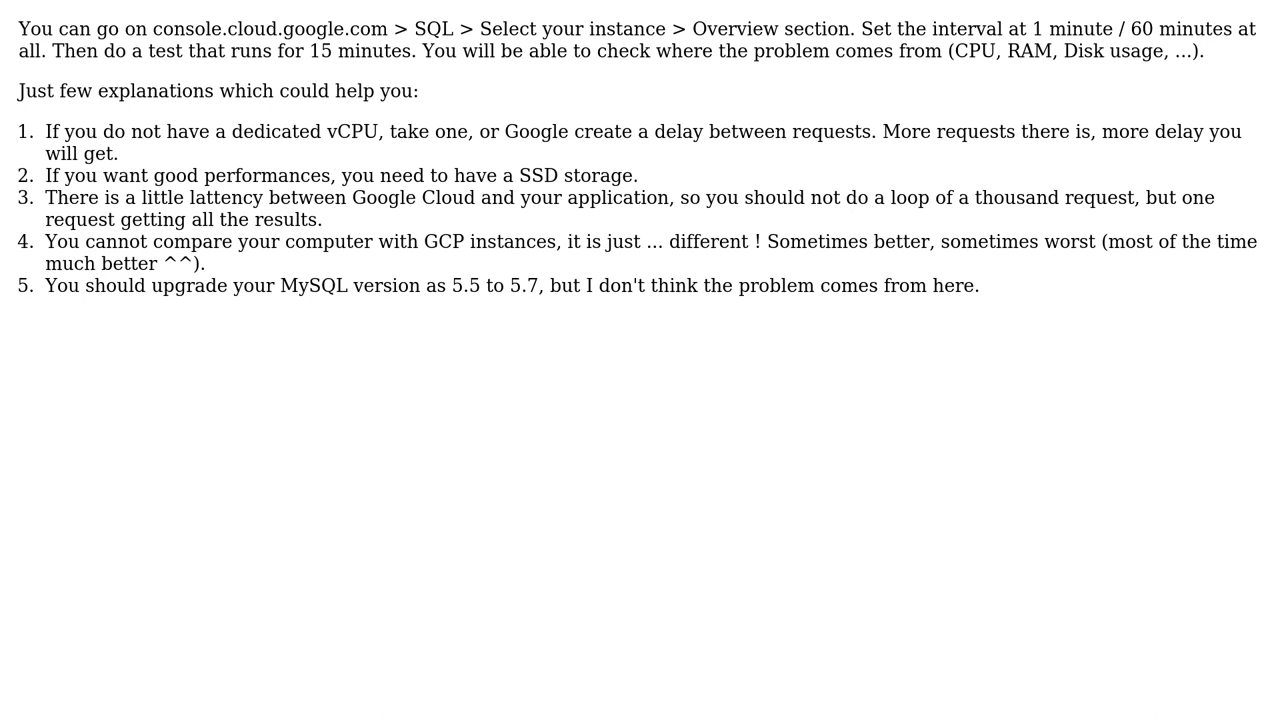 You can go on console.cloud.google.com > SQL > Select your instance > Overview section. Set the interval at 1 minute / 60 minutes at
all. Then do a test that runs for 15 minutes. You will be able to check where the problem comes from (CPU, RAM, Disk usage, ...).
Just few explanations which could help you:
1. If you do not have a dedicated vCPU, take one, or Google create a delay between requests. More requests there is, more delay you
will get.
2. If you want good performances, you need to have a SSD storage.
3. There is a little lattency between Google Cloud and your application, so you should not do a loop of a thousand request, but one
request getting all the results.
4. You cannot compare your computer with GCP instances, it is just ... different ! Sometimes better, sometimes worst (most of the time
much better ^^).
5. You should upgrade your MySQL version as 5.5 to 5.7, but I don't think the problem comes from here.